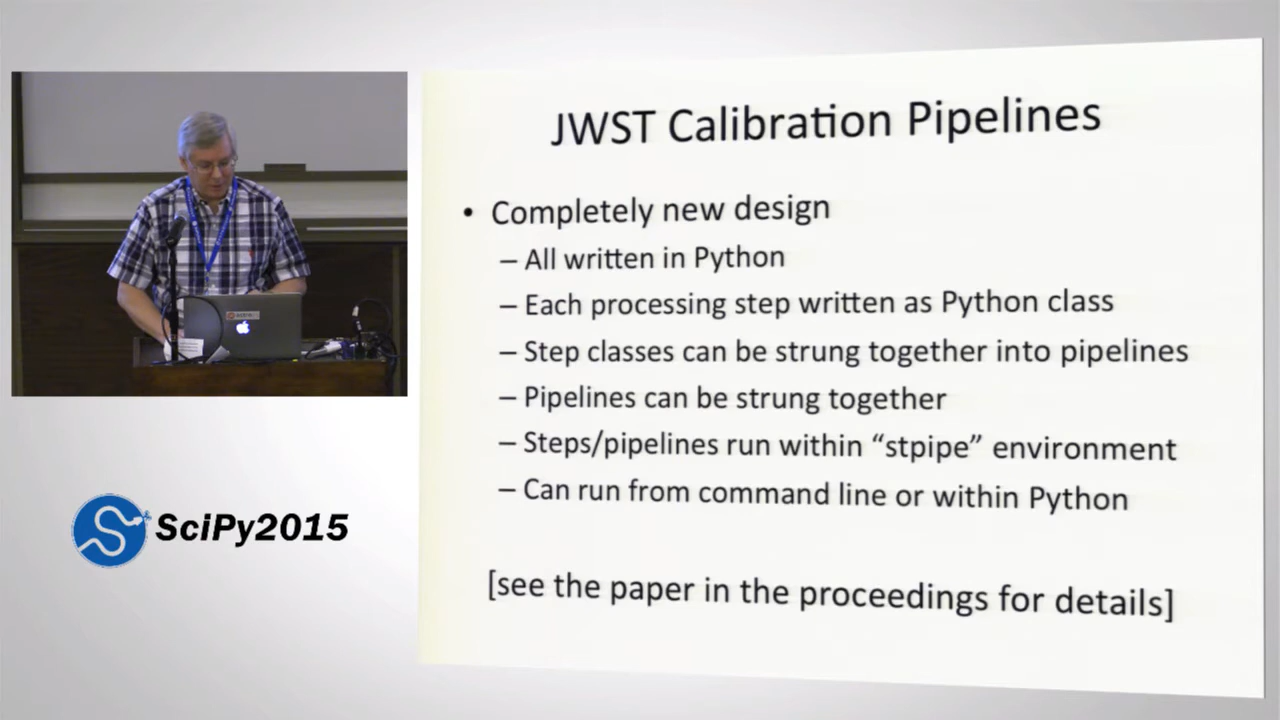 JWST Calibration Pipelines
• Completely new design
– All written in Python
– Each processing step written as Python class
– Step classes can be strung together into pipelines
– Pipelines can be strung together
– Steps/pipelines run within “stpipe” environment
– Can run from command line or within Python
[see the paper in the proceedings for details]
SciPy2015